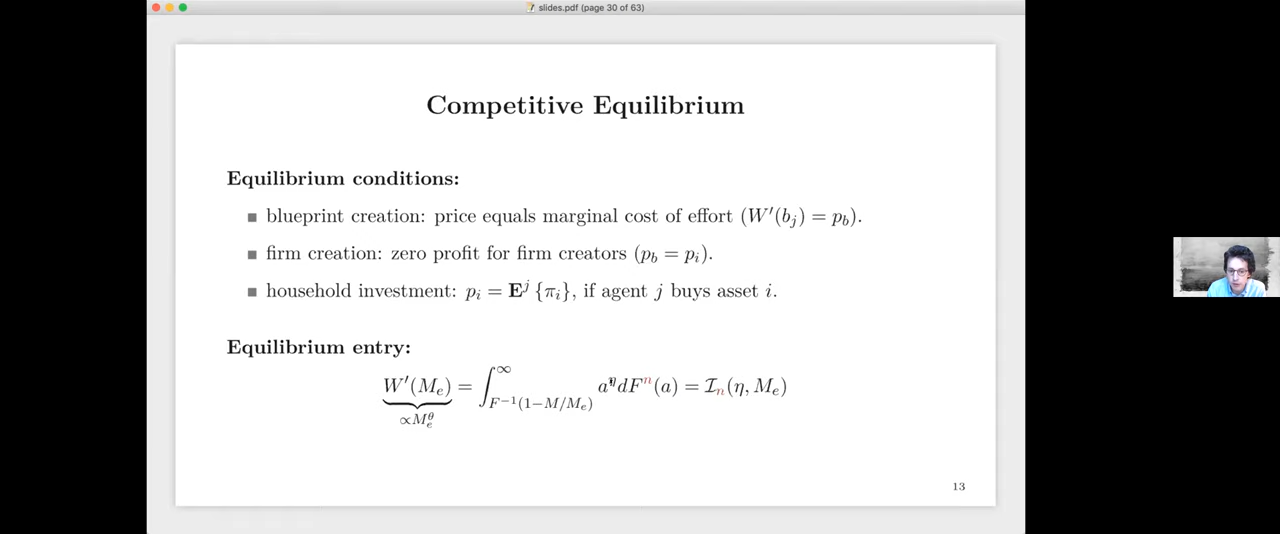 slides.pdf (page 30 of 63)
Competitive Equilibrium
Equilibrium conditions:
■ blueprint creation: price equals marginal cost of effort (W′(b_j) = p_b).
■ firm creation: zero profit for firm creators (p_b = p_i).
■ household investment: p_i = E^j {π_i}, if agent j buys asset i.
Equilibrium entry:
W′(M_e) = ∫_{F^{-1}(1−M/M_e)}^∞ a^η dF^n(a) = I_n(η, M_e)
∝M_e^θ
13